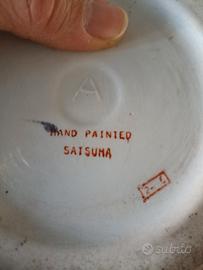 A
HAND PAINTED
SATSUMA
subito